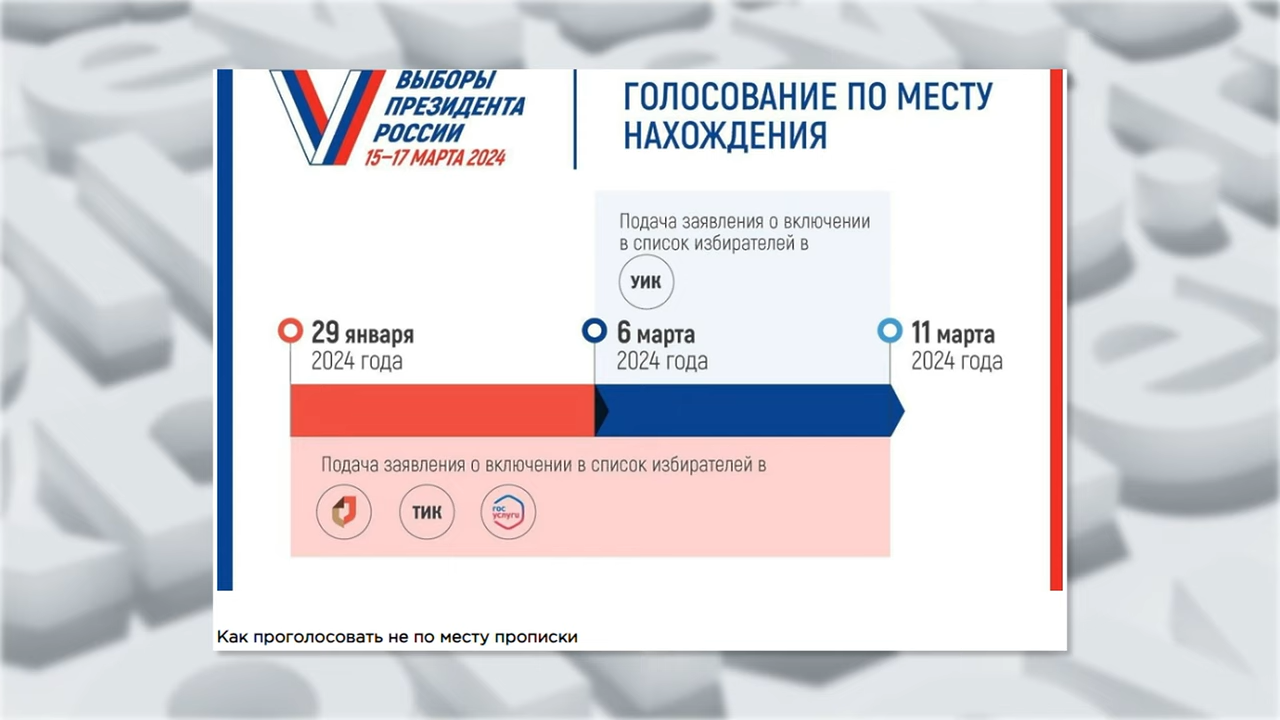 ВЫБОРЫ
ПРЕЗИДЕНТА
РОССИИ
15–17 МАРТА 2024
ГОЛОСОВАНИЕ ПО МЕСТУ
НАХОЖДЕНИЯ
Подача заявления о включении
в список избирателей в
УИК
29 января
2024 года
6 марта
2024 года
11 марта
2024 года
Подача заявления о включении в список избирателей в
ТИК
гос
услуги
Как проголосовать не по месту прописки